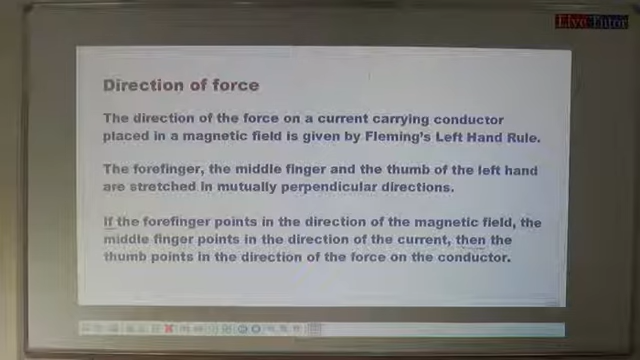 Live Tutor
Direction of force
The direction of the force on a current carrying conductor
placed in a magnetic field is given by Fleming's Left Hand Rule.
The forefinger, the middle finger and the thumb of the left hand
are stretched in mutually perpendicular directions.
If the forefinger points in the direction of the magnetic field, the
middle finger points in the direction of the current, then the
thumb points in the direction of the force on the conductor.